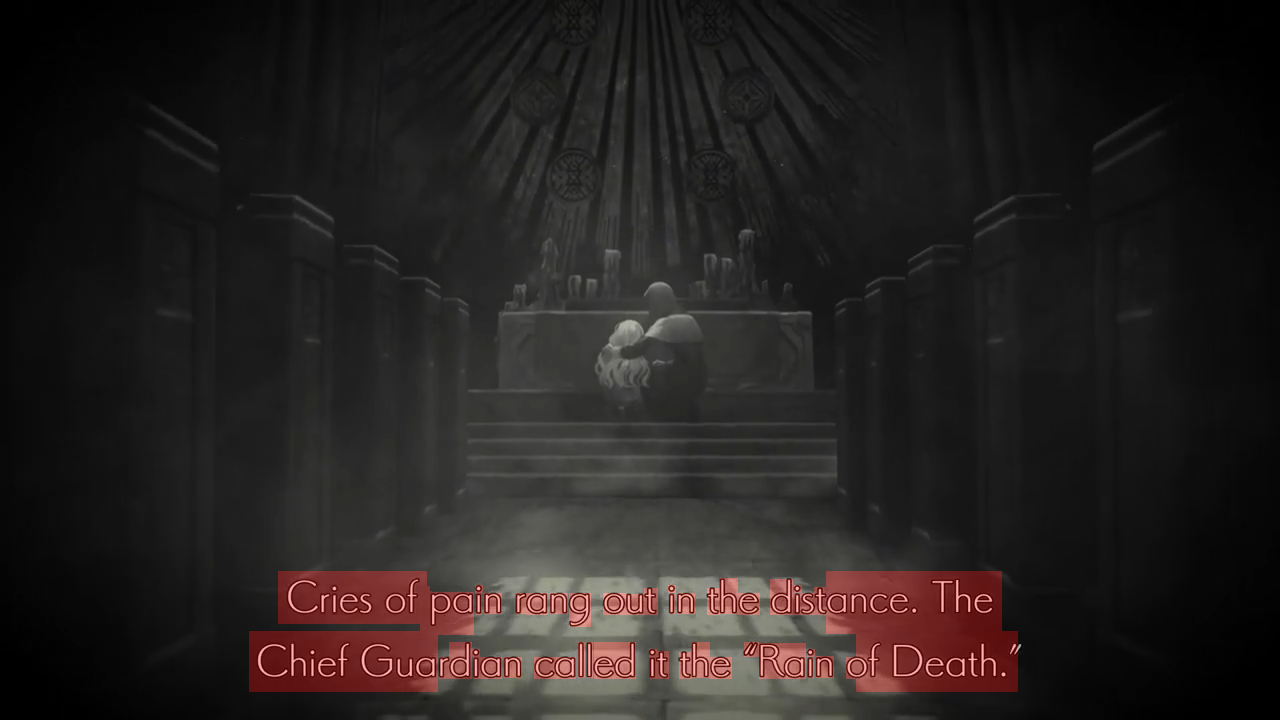 Cries of pain rang out in the distance. The
Chief Guardian called it the “Rain of Death.”